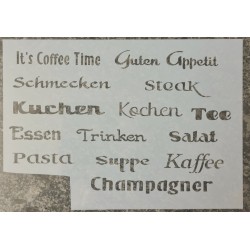 It's Coffee Time Guten Appetit
Schmecken Steak
Kuchen Kochen Tee
Essen Trinken Salat
Pasta Suppe Kaffee
Champagner